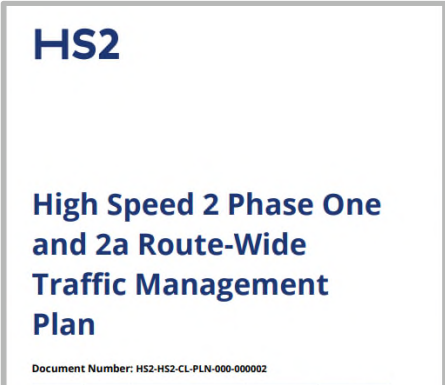 HS2
High Speed 2 Phase One
and 2a Route-Wide
Traffic Management
Plan
Document Number: HS2-HS2-CL-PLN-000-000002